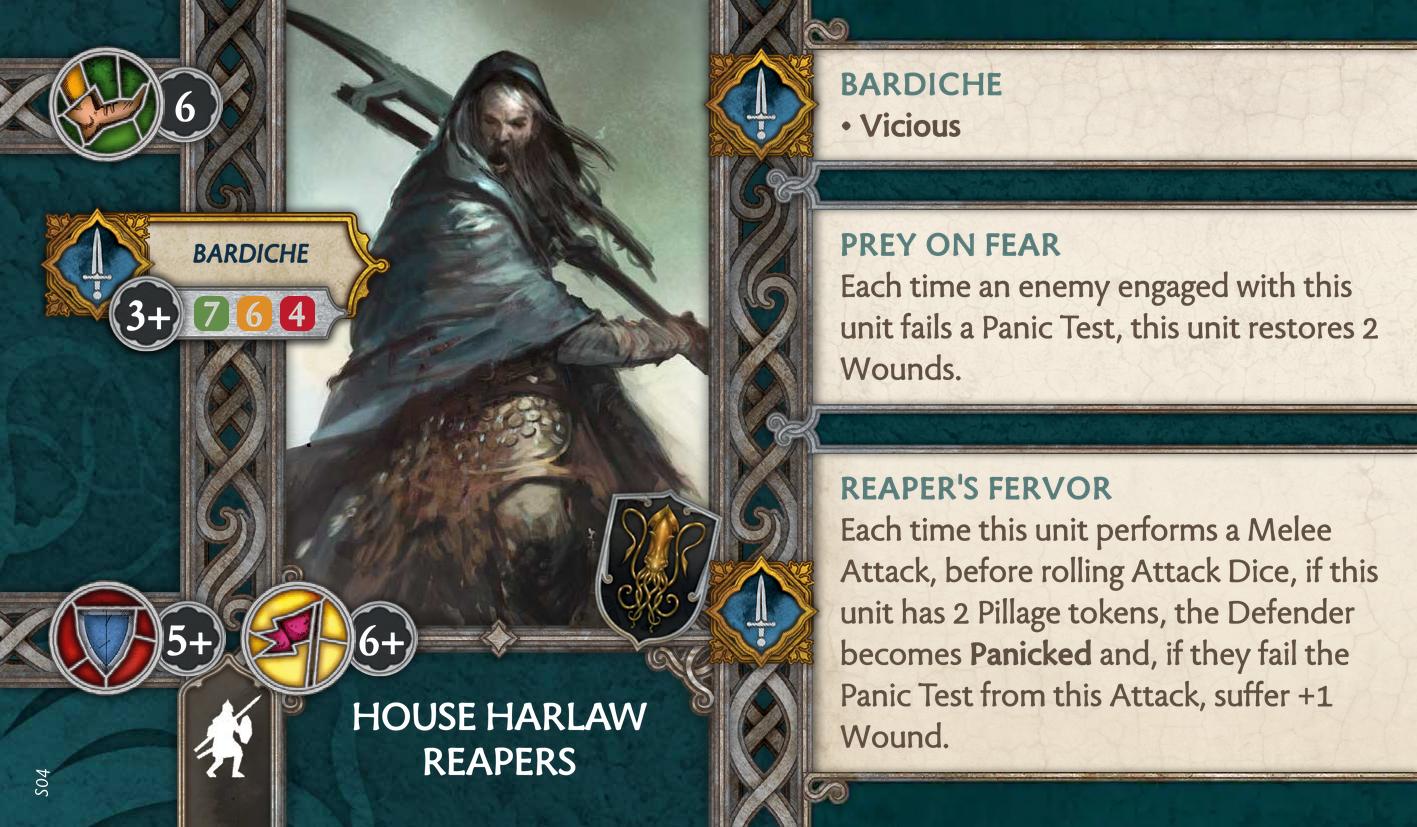 6
BARDICHE
3+ 7 6 4
5+ 6+
HOUSE HARLAW
REAPERS
S04
BARDICHE
• Vicious
PREY ON FEAR
Each time an enemy engaged with this
unit fails a Panic Test, this unit restores 2
Wounds.
REAPER'S FERVOR
Each time this unit performs a Melee
Attack, before rolling Attack Dice, if this
unit has 2 Pillage tokens, the Defender
becomes Panicked and, if they fail the
Panic Test from this Attack, suffer +1
Wound.